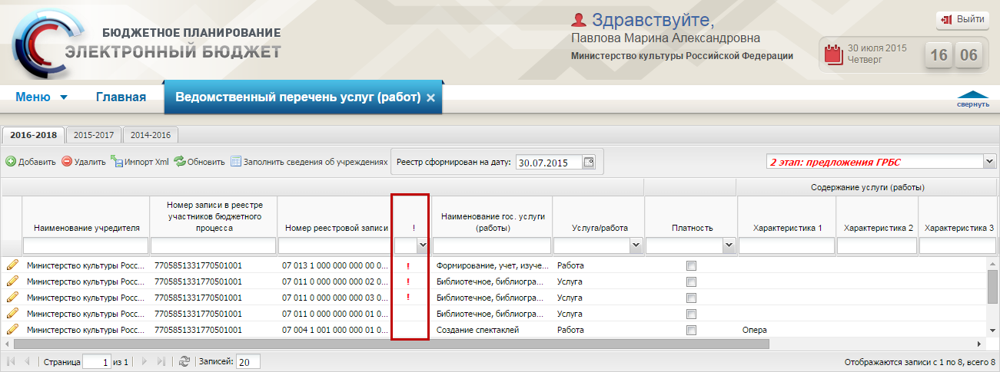 БЮДЖЕТНОЕ ПЛАНИРОВАНИЕ
ЭЛЕКТРОННЫЙ БЮДЖЕТ
Здравствуйте,
Павлова Марина Александровна
Министерство культуры Российской Федерации
Выйти
30 июля 2015
Четверг
16 06
Меню Главная Ведомственный перечень услуг (работ) свернуть
2016-2018 2015-2017 2014-2016
Добавить Удалить Импорт Xml Обновить Заполнить сведения об учреждениях Реестр сформирован на дату: 30.07.2015 2 этап: предложения ГРБС
Содержание услуги (работы)
Наименование учредителя
Номер записи в реестре
участников бюджетного
процесса
Номер реестровой записи
!
Наименование гос. услуги
(работы)
Услуга/работа
Платность
Характеристика 1
Характеристика 2
Характеристика 3
Министерство культуры Росс... 7705851331770501001 07 013 1 000 000 000 00 0... ! Формирование, учет, изуче... Работа
Министерство культуры Росс... 7705851331770501001 07 011 0 000 000 000 02 0... ! Библиотечное, библиогра... Услуга
Министерство культуры Росс... 7705851331770501001 07 011 0 000 000 000 03 0... ! Библиотечное, библиогра... Услуга
Министерство культуры Росс... 7705851331770501001 07 011 0 000 000 000 01 0... Библиотечное, библиогра... Услуга
Министерство культуры Росс... 7705851331770501001 07 004 1 001 000 000 01 0... Создание спектаклей Работа Опера
Страница 1 из 1 Записей: 20 Отображаются записи с 1 по 8, всего 8